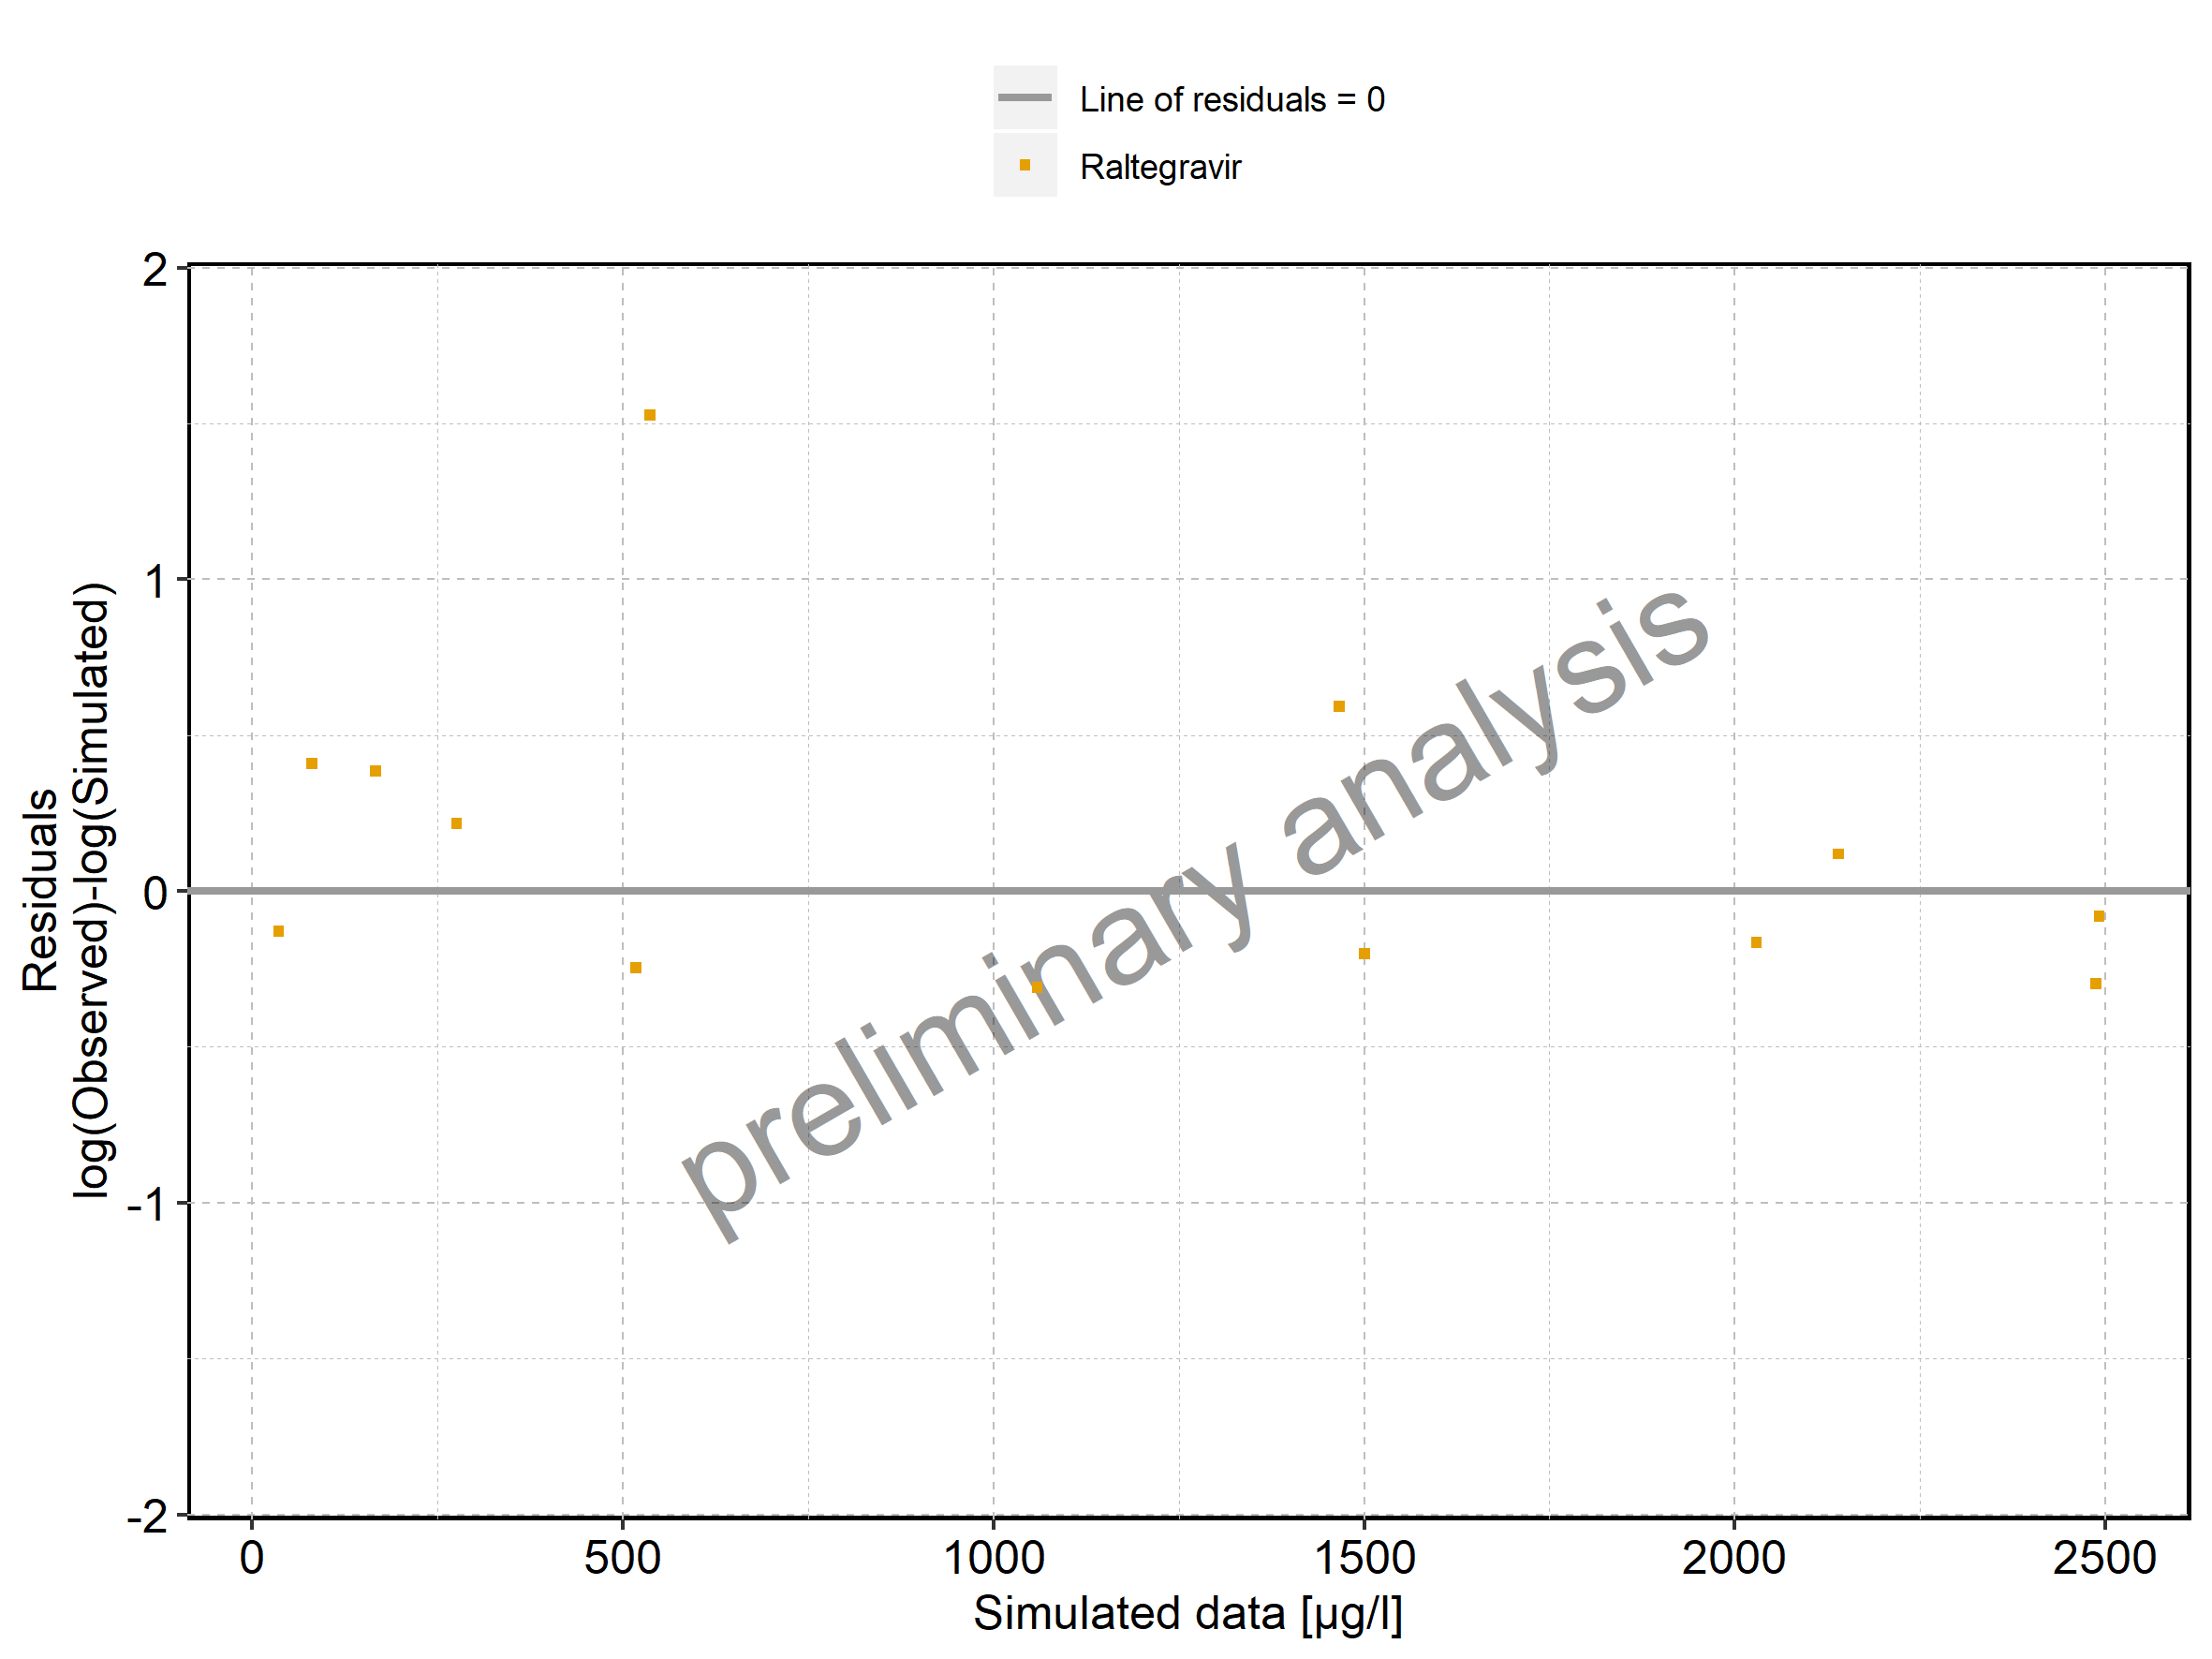 Line of residuals = 0
Raltegravir
2
1
0
-1
-2
Residuals
log(Observed)-log(Simulated)
preliminary analysis
0
500
1000
1500
2000
2500
Simulated data [µg/l]